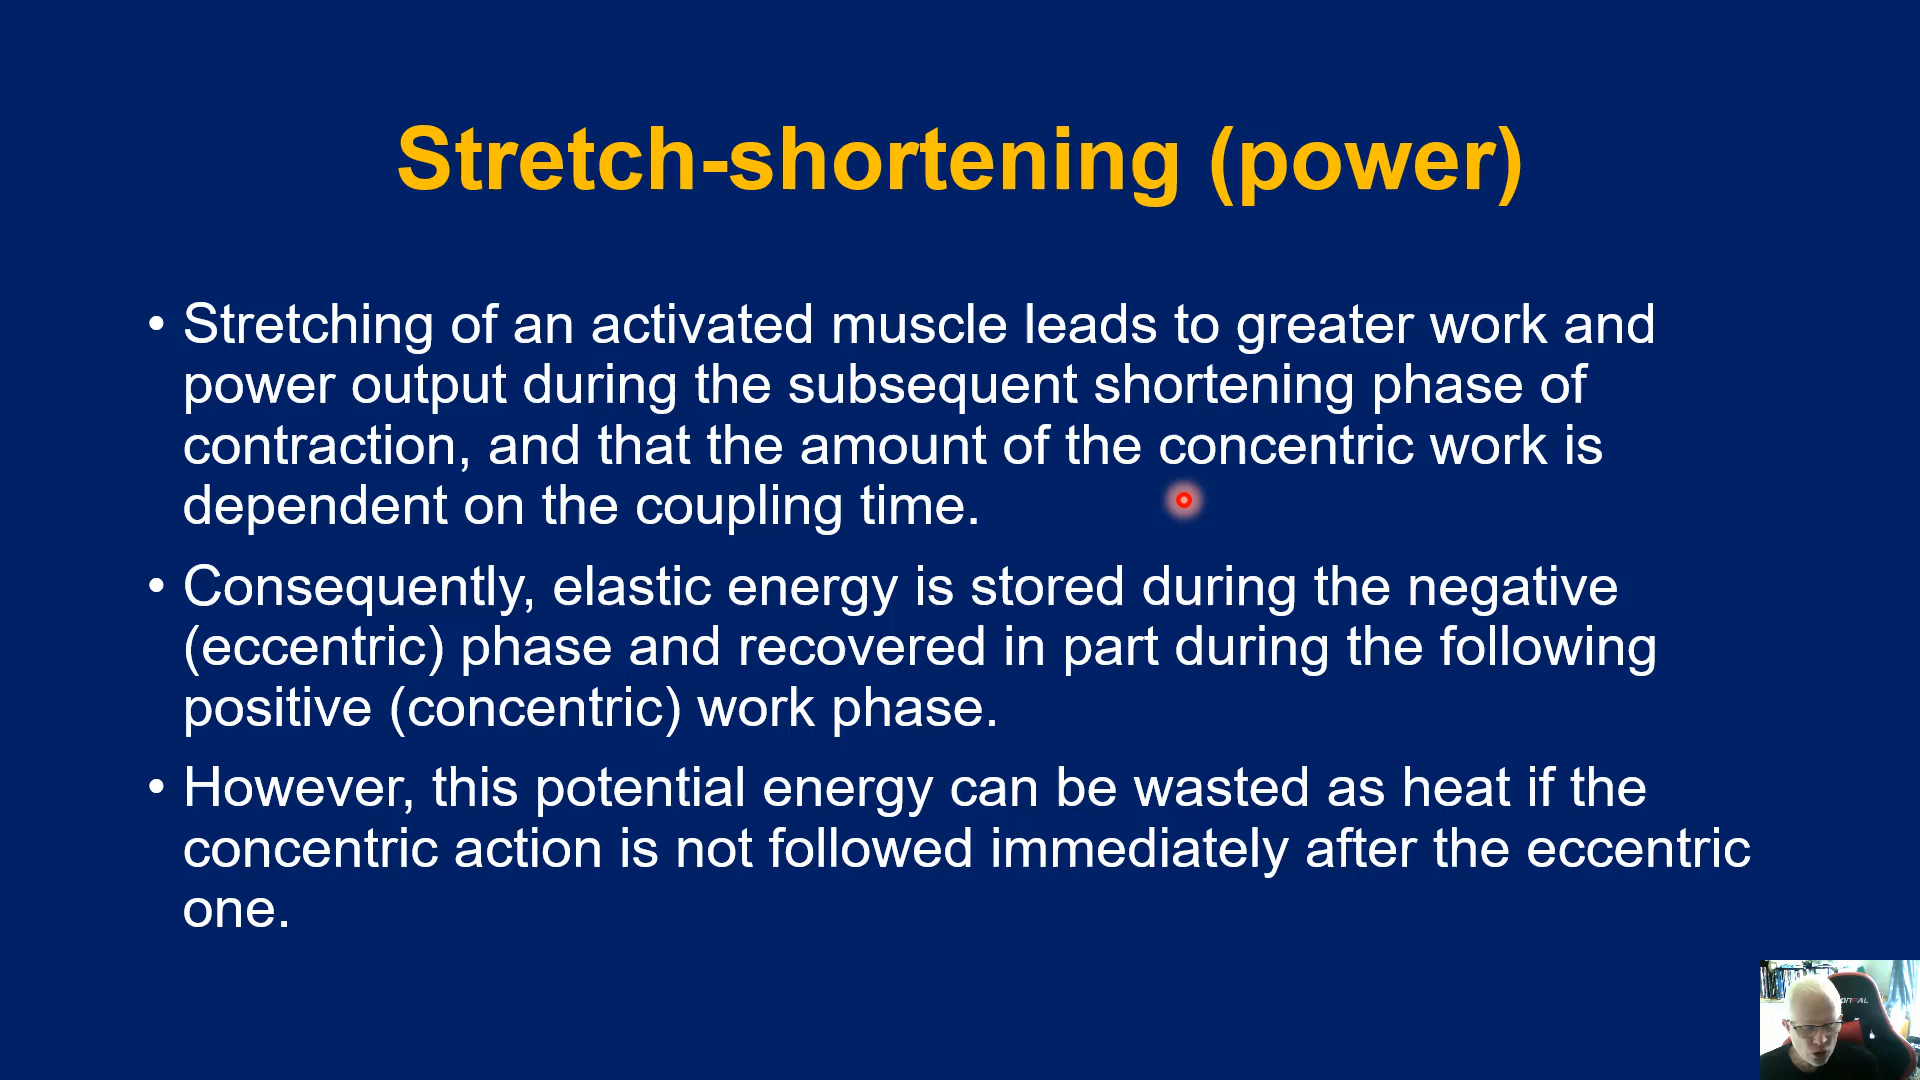 Stretch-shortening (power)
• Stretching of an activated muscle leads to greater work and
power output during the subsequent shortening phase of
contraction, and that the amount of the concentric work is
dependent on the coupling time.
• Consequently, elastic energy is stored during the negative
(eccentric) phase and recovered in part during the following
positive (concentric) work phase.
• However, this potential energy can be wasted as heat if the
concentric action is not followed immediately after the eccentric
one.